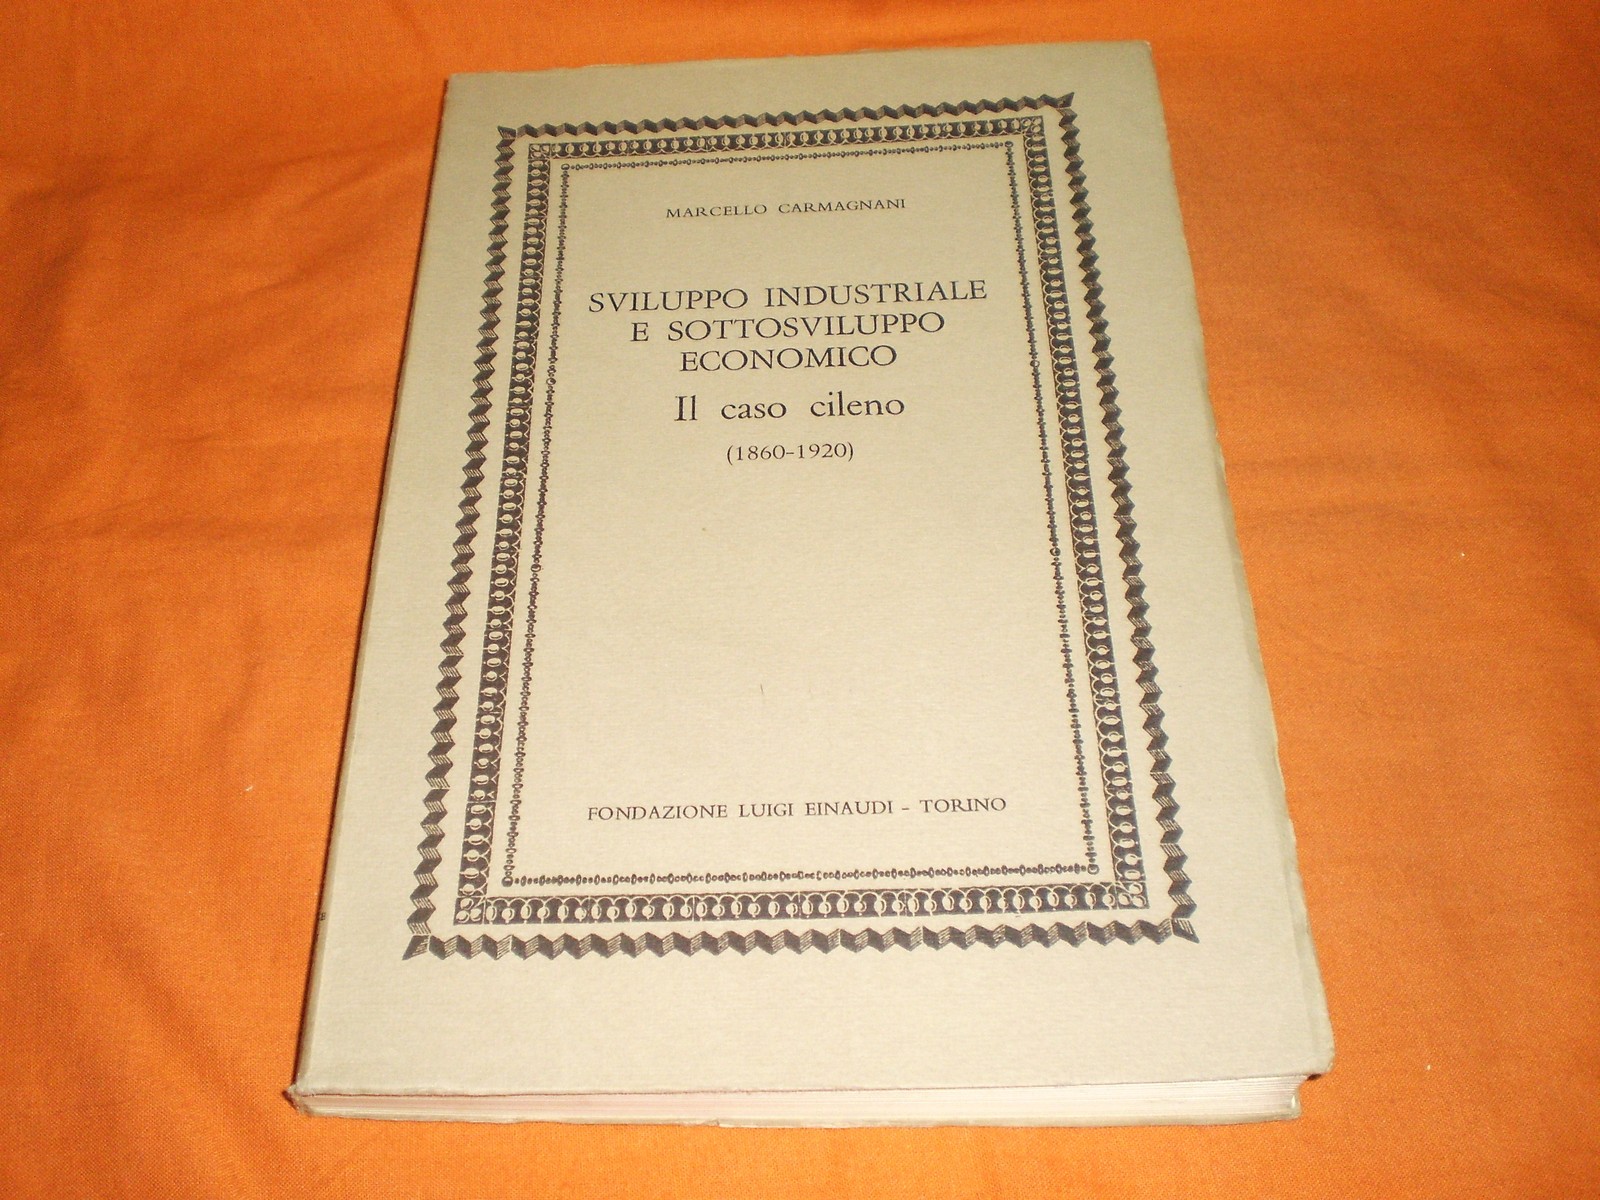 MARCELLO CARMAGNANI
SVILUPPO INDUSTRIALE
E SOTTOSVILUPPO
ECONOMICO
Il caso cileno
(1860-1920)
FONDAZIONE LUIGI EINAUDI - TORINO